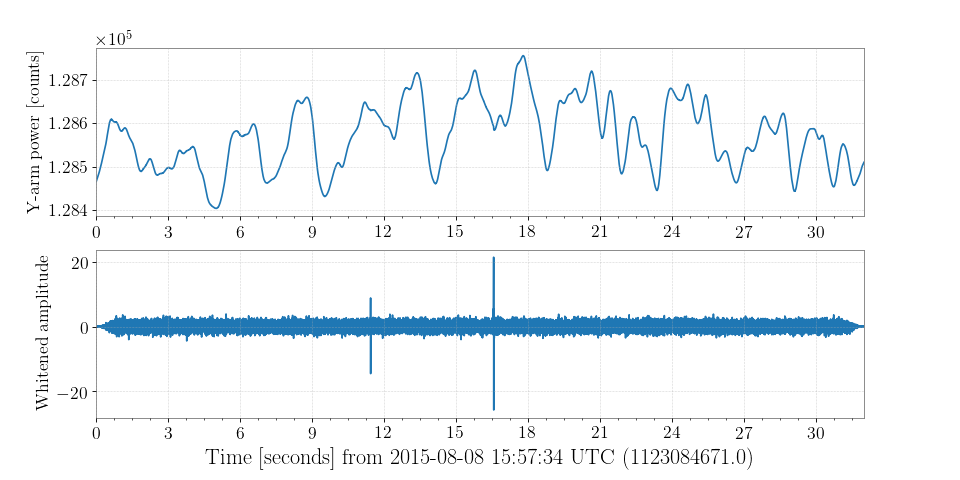 ×10⁵
Y-arm power [counts]
1.287
1.286
1.285
1.284
0 3 6 9 12 15 18 21 24 27 30
Whitened amplitude
20
0
−20
0 3 6 9 12 15 18 21 24 27 30
Time [seconds] from 2015-08-08 15:57:34 UTC (1123084671.0)